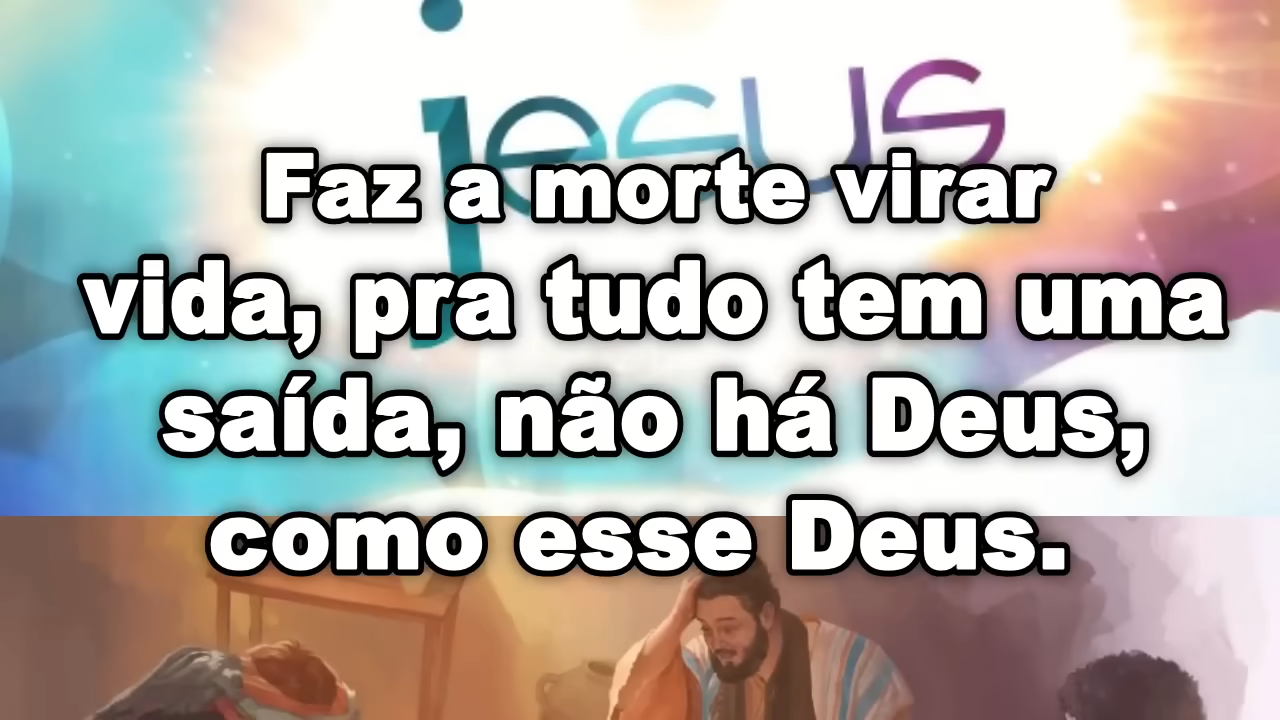 jesus
Faz a morte virar
vida, pra tudo tem uma
saída, não há Deus,
como esse Deus.